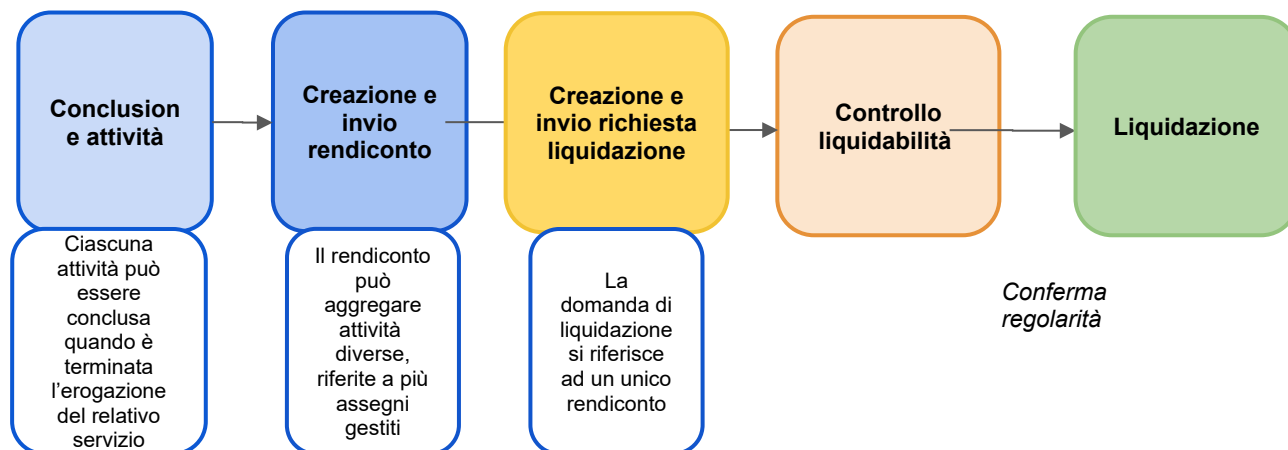 Conclusion
e attività
Creazione e
invio
rendiconto
Creazione e
invio richiesta
liquidazione
Controllo
liquidabilità
Liquidazione
Ciascuna
attività può
essere
conclusa
quando è
terminata
l’erogazione
del relativo
servizio
Il rendiconto
può
aggregare
attività
diverse,
riferite a più
assegni
gestiti
La
domanda di
liquidazione
si riferisce
ad un unico
rendiconto
Conferma
regolarità